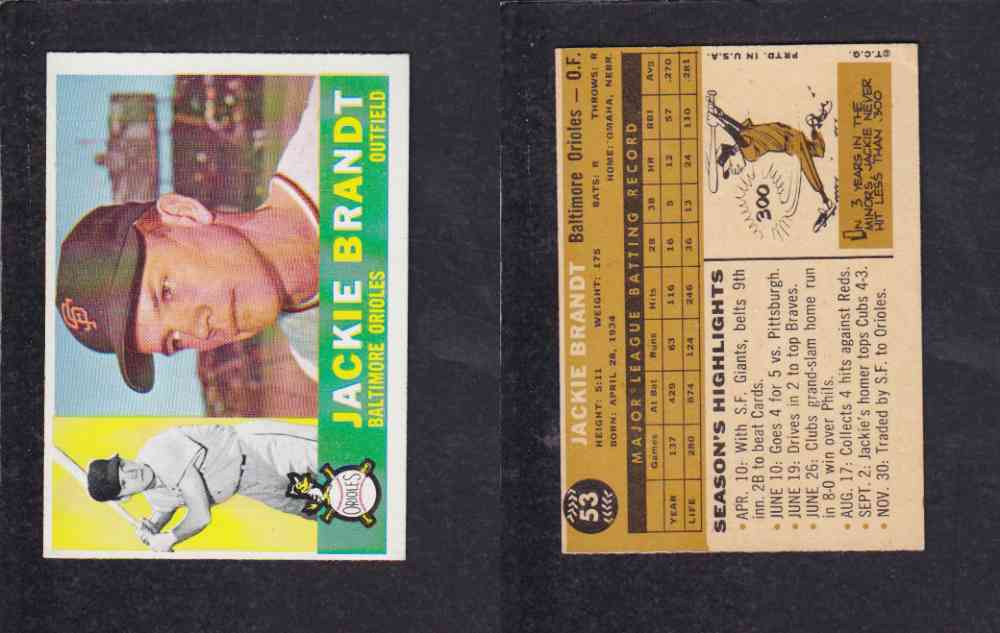 SF
JACKIE BRANDT
BALTIMORE ORIOLES OUTFIELD
ORIOLES
53
JACKIE BRANDT Baltimore Orioles — O.F.
HEIGHT: 5:11 WEIGHT: 175 BATS: R THROWS: R
BORN: APRIL 28, 1934 HOME: OMAHA, NEBR.
MAJOR LEAGUE BATTING RECORD
Games At Bat Runs Hits 2B 3B HR RBI Avg.
YEAR 137 429 63 116 16 5 12 57 .270
LIFE 280 874 124 246 36 13 24 130 .281
SEASON'S HIGHLIGHTS
• APR. 10: With S.F. Giants, belts 9th
inn. 2B to beat Cards.
• JUNE 10: Goes 4 for 5 vs. Pittsburgh.
• JUNE 19: Drives in 2 to top Braves.
• JUNE 26: Clubs grand-slam home run
in 8-0 win over Phils.
• AUG. 17: Collects 4 hits against Reds.
• SEPT. 2: Jackie's homer tops Cubs 4-3.
• NOV. 30: Traded by S.F. to Orioles.
.300
IN 3 YEARS IN THE
MINORS JACKIE NEVER
HIT LESS THAN .300
©T.C.G. PRTD. IN U.S.A.